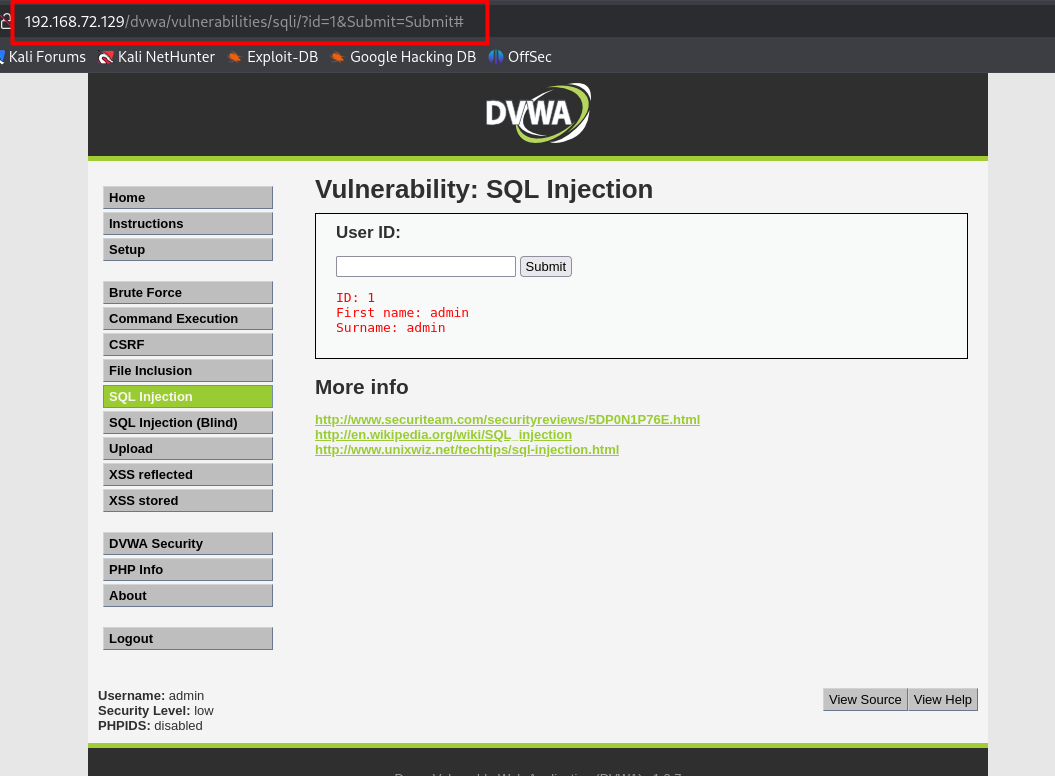 192.168.72.129/dvwa/vulnerabilities/sqli/?id=1&Submit=Submit#
Kali Forums Kali NetHunter Exploit-DB Google Hacking DB OffSec
DVWA
Home
Instructions
Setup
Brute Force
Command Execution
CSRF
File Inclusion
SQL Injection
SQL Injection (Blind)
Upload
XSS reflected
XSS stored
DVWA Security
PHP Info
About
Logout
Vulnerability: SQL Injection
User ID:
Submit
ID: 1
First name: admin
Surname: admin
More info
http://www.securiteam.com/securityreviews/5DP0N1P76E.html
http://en.wikipedia.org/wiki/SQL_injection
http://www.unixwiz.net/techtips/sql-injection.html
Username: admin
Security Level: low
PHPIDS: disabled
View Source View Help